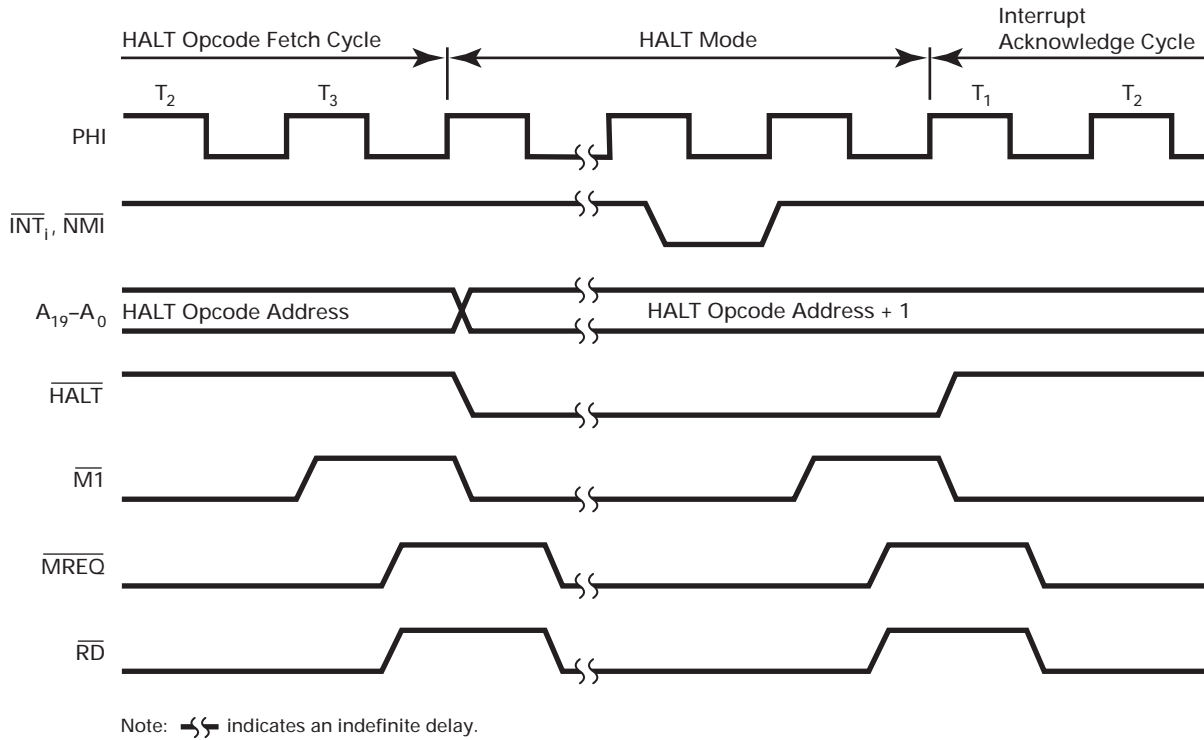 HALT Opcode Fetch Cycle
HALT Mode
Interrupt
Acknowledge Cycle
T2
T3
T1
T2
PHI
INTi, NMI
A19–A0
HALT Opcode Address
HALT Opcode Address + 1
HALT
M1
MREQ
RD
Note: indicates an indefinite delay.